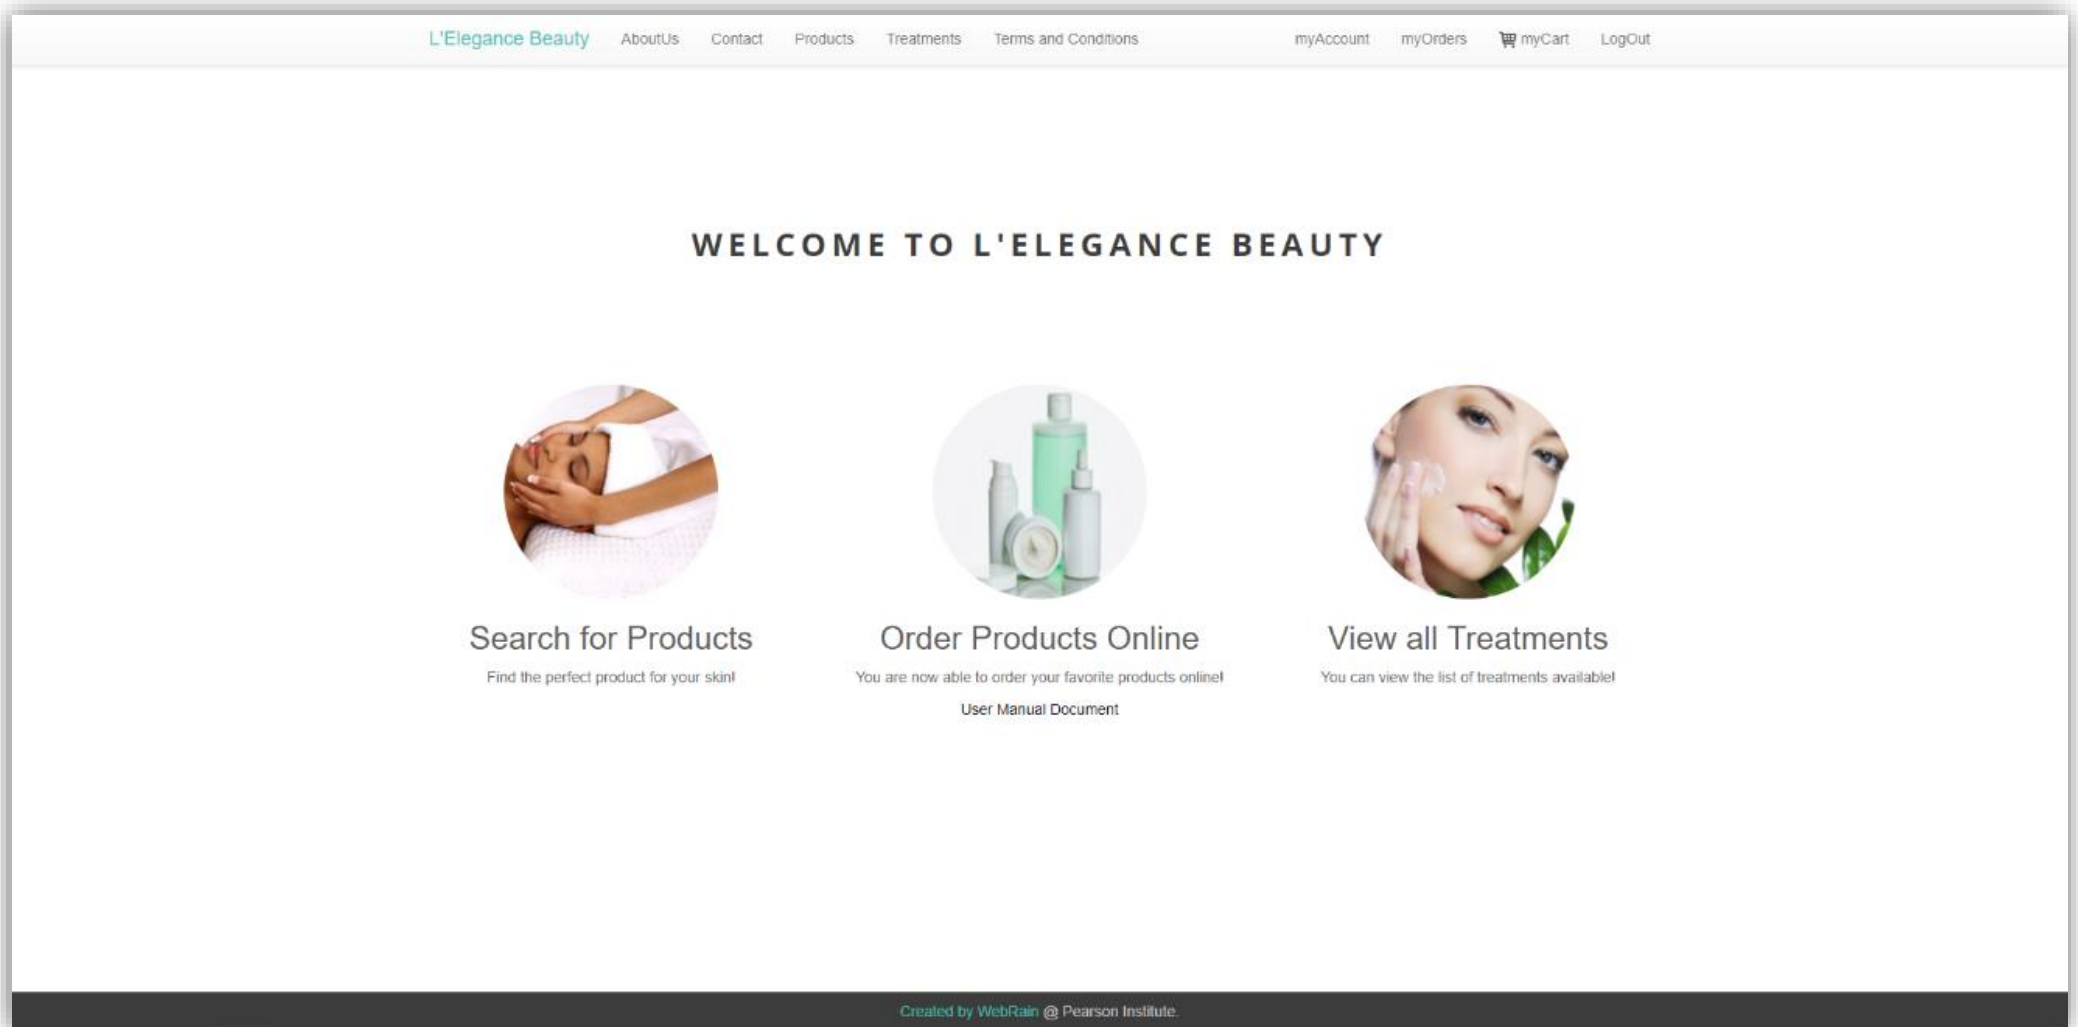 L'Elegance Beauty AboutUs Contact Products Treatments Terms and Conditions myAccount myOrders myCart LogOut
WELCOME TO L'ELEGANCE BEAUTY
Search for Products
Find the perfect product for your skin!
Order Products Online
You are now able to order your favorite products online!
User Manual Document
View all Treatments
You can view the list of treatments available!
Created by WebRain @ Pearson Institute.